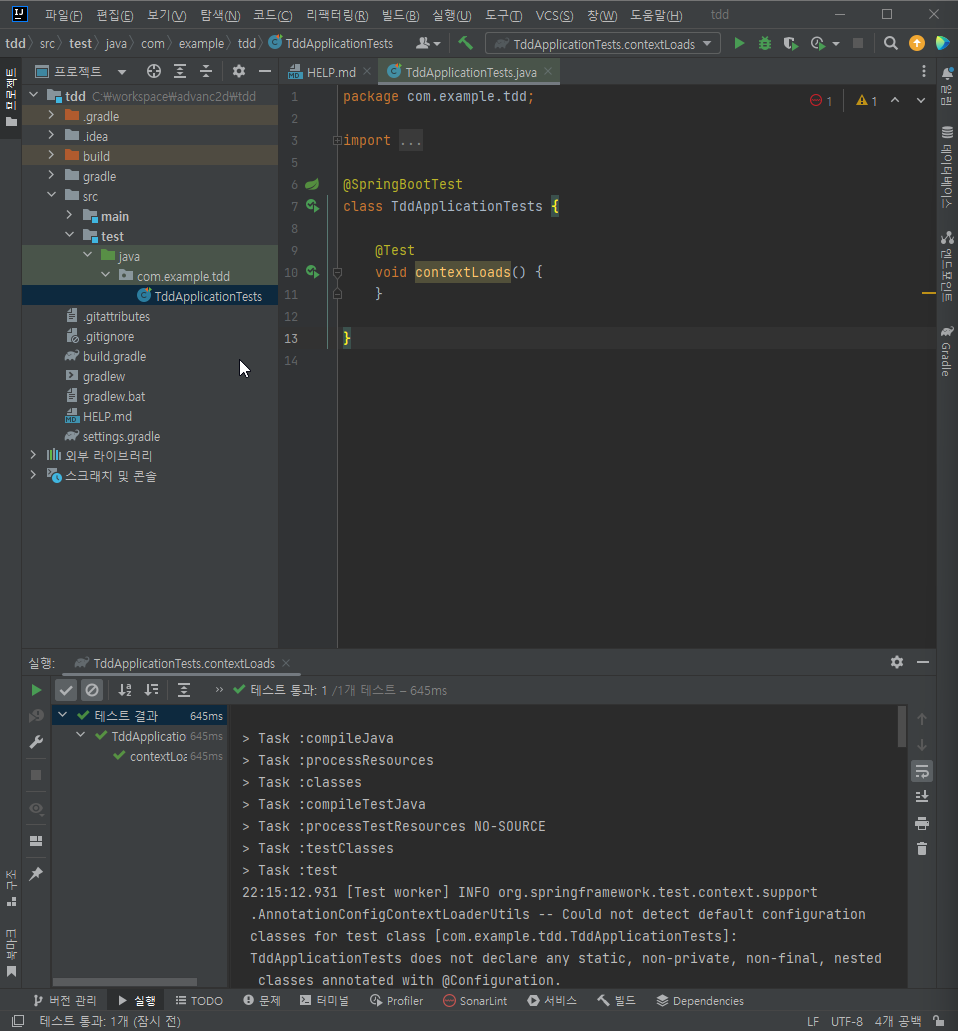 파일(F) 편집(E) 보기(V) 탐색(N) 코드(C) 리팩터링(R) 빌드(B) 실행(U) 도구(T) VCS(S) 창(W) 도움말(H) tdd
tdd src test java com example tdd TddApplicationTests TddApplicationTests.contextLoads
프로젝트
프로젝트
HELP.md
TddApplicationTests.java
tdd C:\workspace\advanc2d\tdd
.gradle
.idea
build
gradle
src
main
test
java
com.example.tdd
TddApplicationTests
.gitattributes
.gitignore
build.gradle
gradlew
gradlew.bat
HELP.md
settings.gradle
외부 라이브러리
스크래치 및 콘솔
1 package com.example.tdd;
1 1
2
3 import ...
5
6 @SpringBootTest
7 class TddApplicationTests {
8
9 @Test
10 void contextLoads() {
11 }
12
13 }
14
알림
데이터베이스
엔드포인트
Gradle
실행: TddApplicationTests.contextLoads
테스트 통과: 1 /1개 테스트 – 645ms
테스트 결과 645ms
TddApplicatio 645ms
contextLoa 645ms
> Task :compileJava
> Task :processResources
> Task :classes
> Task :compileTestJava
> Task :processTestResources NO-SOURCE
> Task :testClasses
> Task :test
22:15:12.931 [Test worker] INFO org.springframework.test.context.support
.AnnotationConfigContextLoaderUtils -- Could not detect default configuration
classes for test class [com.example.tdd.TddApplicationTests]:
TddApplicationTests does not declare any static, non-private, non-final, nested
classes annotated with @Configuration.
구조
북마크
버전 관리 실행 TODO 문제 터미널 Profiler SonarLint 서비스 빌드 Dependencies
테스트 통과: 1개 (잠시 전) LF UTF-8 4개 공백